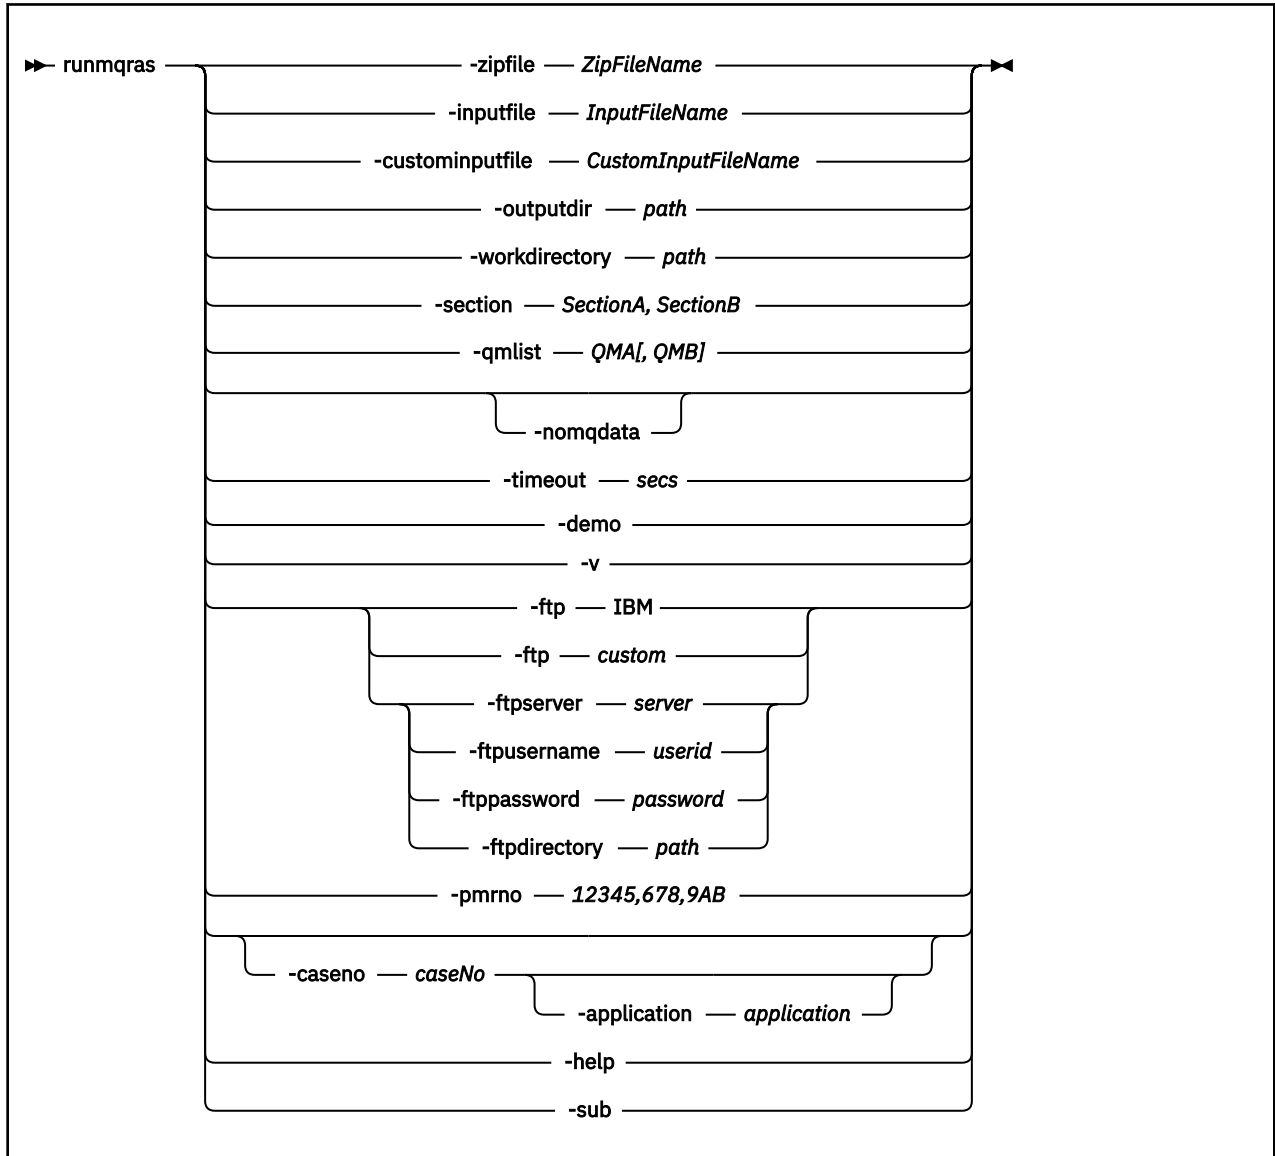 runmqras -zipfile ZipFileName
-inputfile InputFileName
-custominputfile CustomInputFileName
-outputdir path
-workdirectory path
-section SectionA, SectionB
-qmlist QMA[, QMB]
-nomqdata
-timeout secs
-demo
-v
-ftp IBM
-ftp custom
-ftpserver server
-ftpusername userid
-ftppassword password
-ftpdirectory path
-pmrno 12345,678,9AB
-caseno caseNo
-application application
-help
-sub